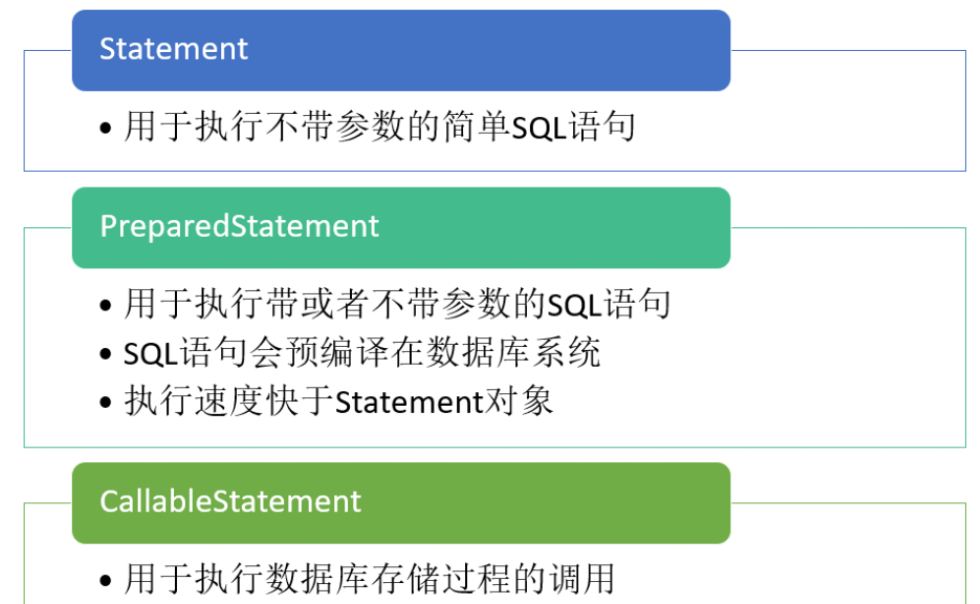 Statement
• 用于执行不带参数的简单SQL语句
PreparedStatement
• 用于执行带或者不带参数的SQL语句
• SQL语句会预编译在数据库系统
• 执行速度快于Statement对象
CallableStatement
• 用于执行数据库存储过程的调用